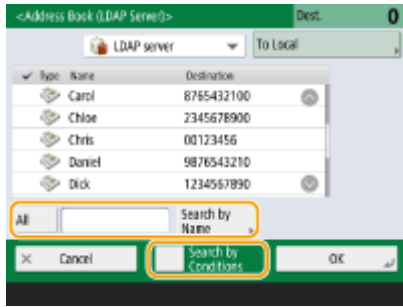 <Address Book (LDAP Server)> Dest. 0
LDAP server To Local
Type Name Destination
Carol 8765432100
Chloe 2345678900
Chris 00123456
Daniel 9876543210
Dick 1234567890
All Search by
Name
Cancel Search by
Conditions OK